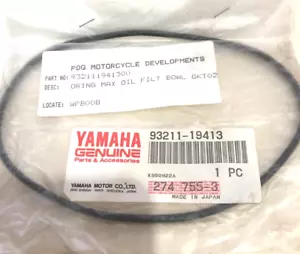 PDQ MOTORCYCLE DEVELOPMENTS
PART NO: 932111941300
DESC: ORING MAX OIL FILT BOWL GKT02
LOCATE: WPB00B
YAMAHA
GENUINE
Parts & Accessories
93211-19413
1 PC
YAMAHA MOTOR CO., LTD.
274 755-3
MADE IN JAPAN